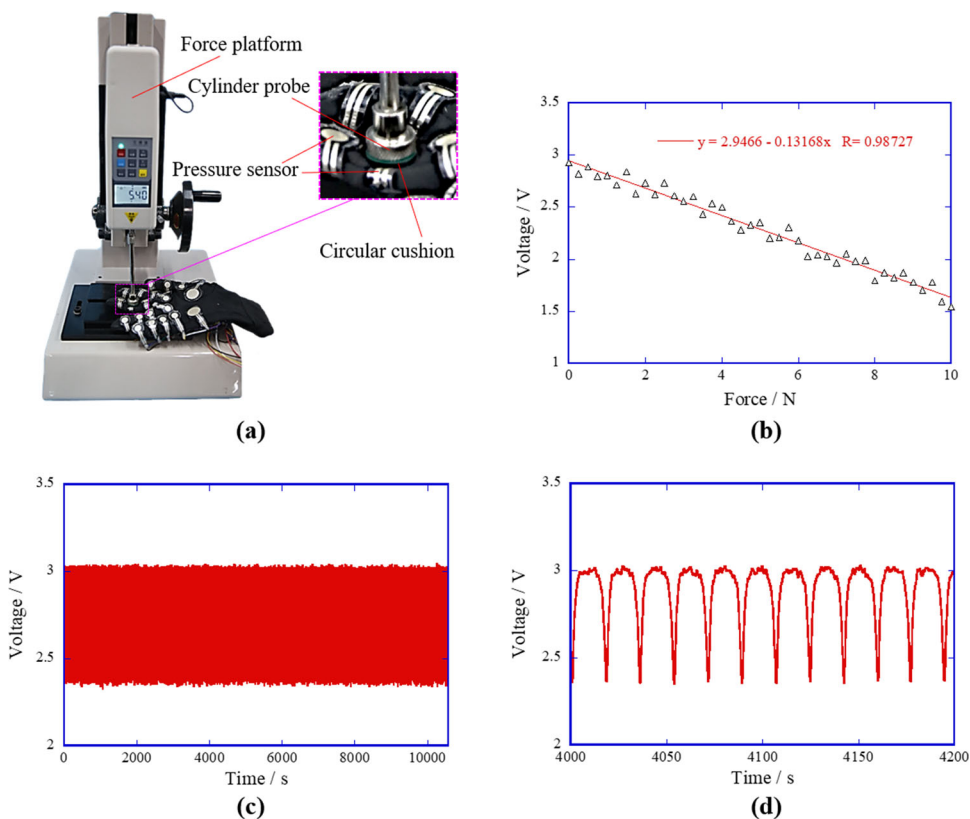 Force platform
Cylinder probe
Pressure sensor
Circular cushion
540
(a)
3.5
3
2.5
2
1.5
1
Voltage / V
y = 2.9466 - 0.13168x R= 0.98727
0 2 4 6 8 10
Force / N
(b)
3.5
3
2.5
2
Voltage / V
0 2000 4000 6000 8000 10000
Time / s
(c)
3.5
3
2.5
2
Voltage / V
4000 4050 4100 4150 4200
Time / s
(d)